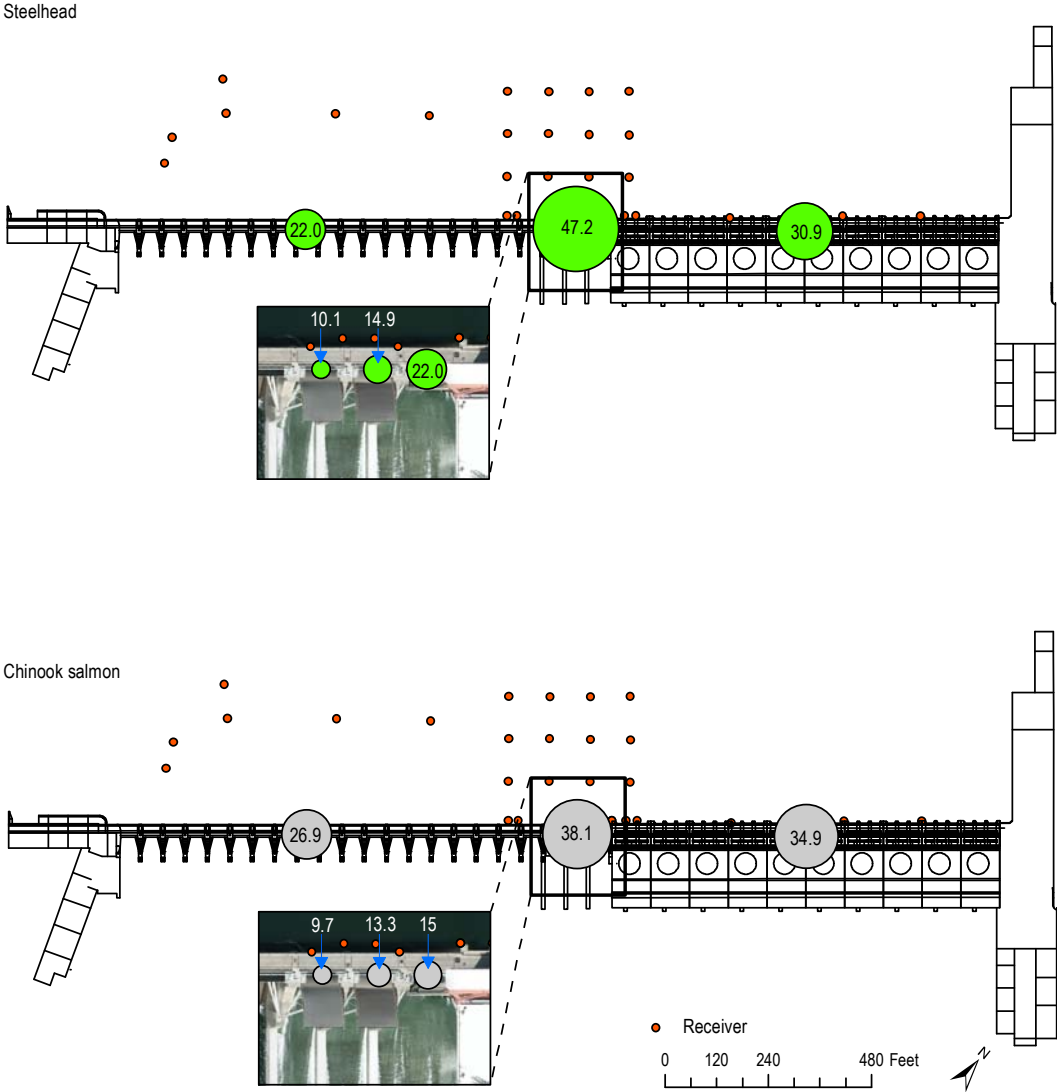 Steelhead
22.0
47.2
30.9
10.1 14.9
22.0
Chinook salmon
26.9
38.1
34.9
9.7 13.3 15
Receiver
0 120 240 480 Feet
N